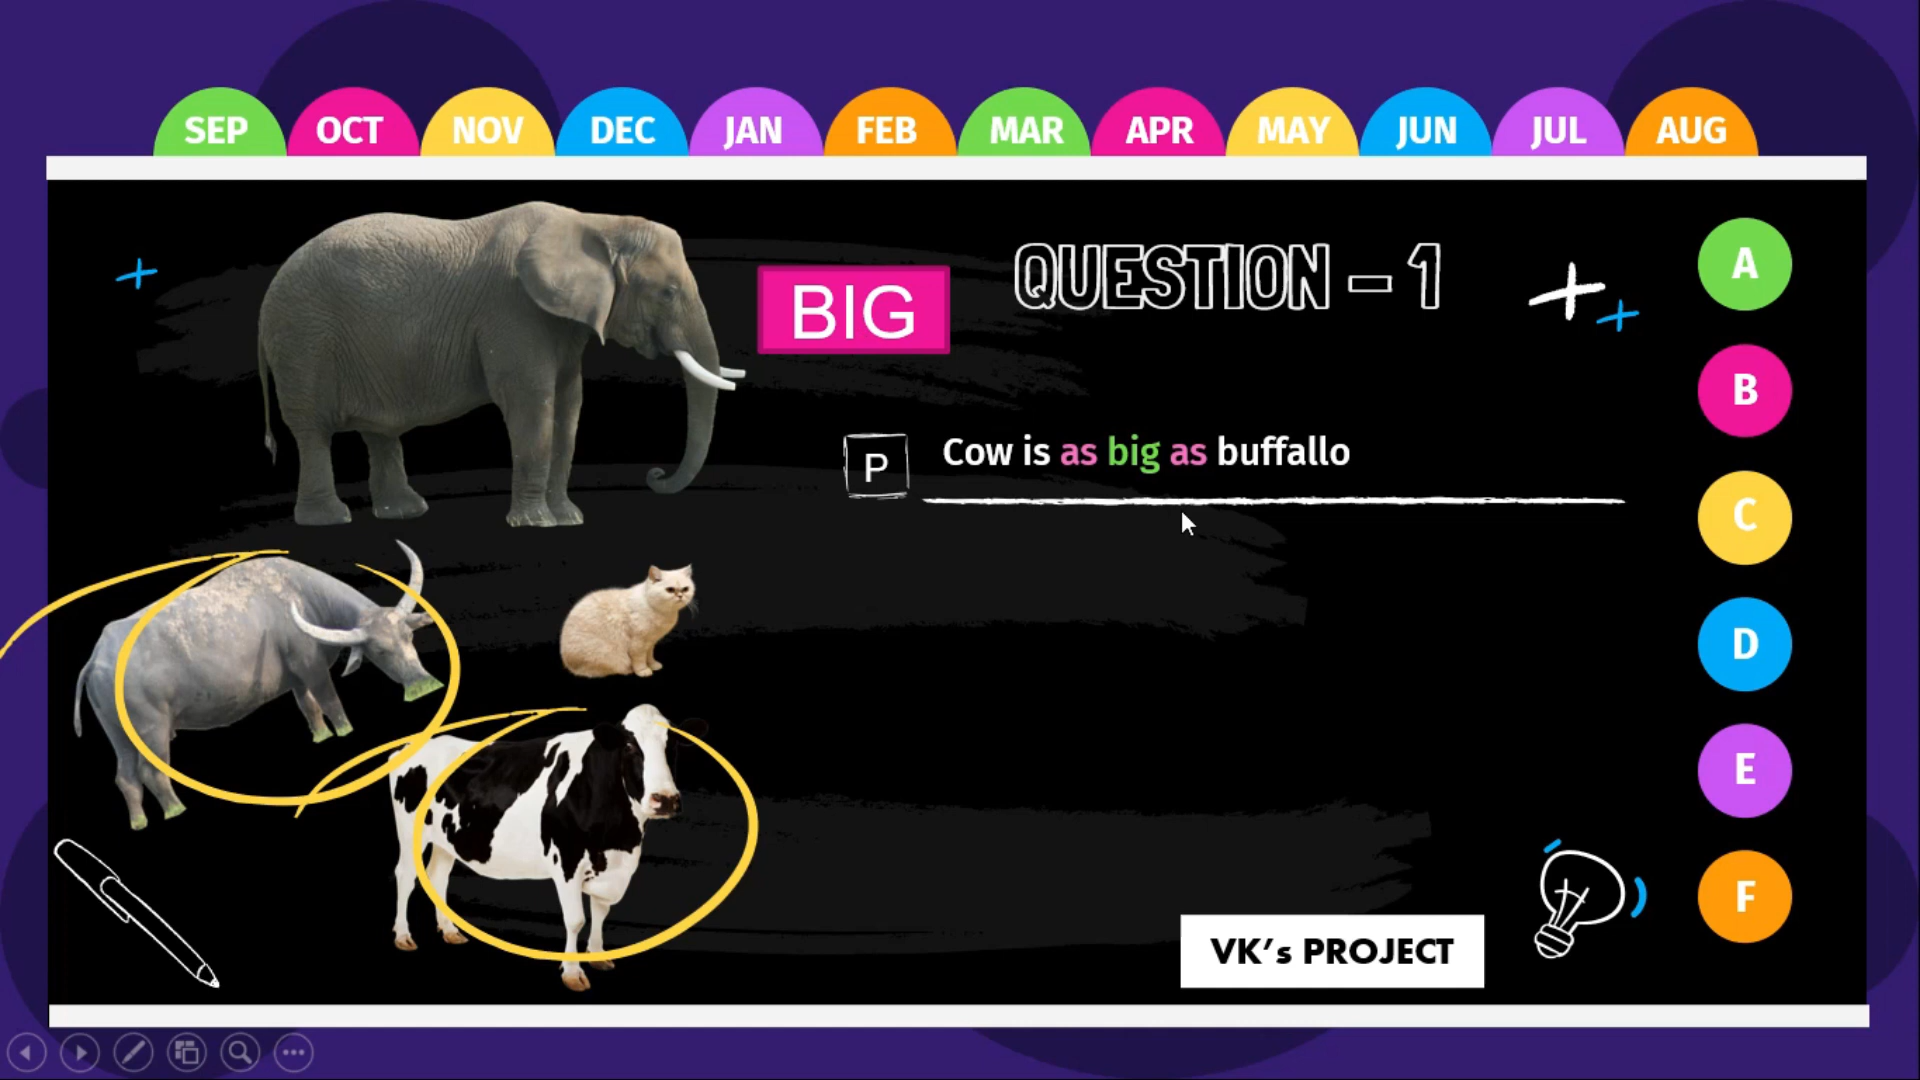 SEP OCT NOV DEC JAN FEB MAR APR MAY JUN JUL AUG
QUESTION – 1
BIG
P Cow is as big as buffallo
A
B
C
D
E
F
VK’s PROJECT